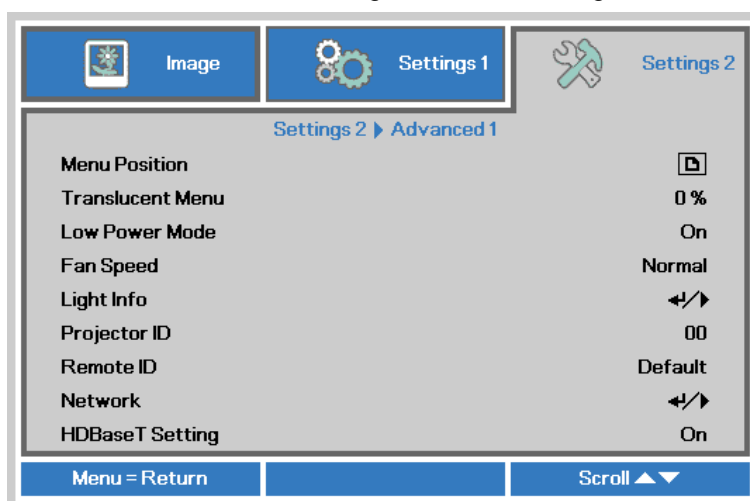 Image
Settings 1
Settings 2
Settings 2 ▶ Advanced 1
Menu Position
Translucent Menu 0 %
Low Power Mode On
Fan Speed Normal
Light Info ↵/▶
Projector ID 00
Remote ID Default
Network ↵/▶
HDBaseT Setting On
Menu = Return
Scroll ▲▼